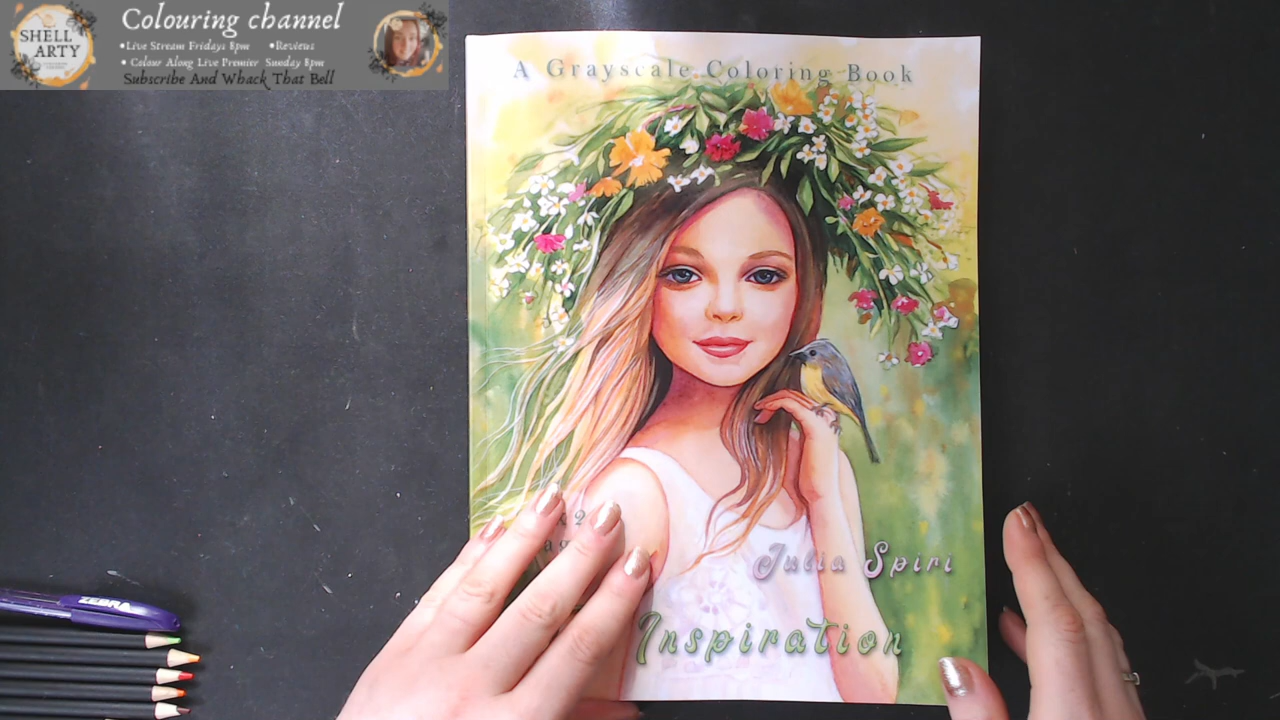 SHELL
ARTY
Colouring channel
•Live Stream Fridays 8pm •Reviews
• Colour Along Live Premier Sunday 8pm
Subscribe And Whack That Bell
A Grayscale Coloring Book
Julia Spiri
Inspiration
ZEBRA